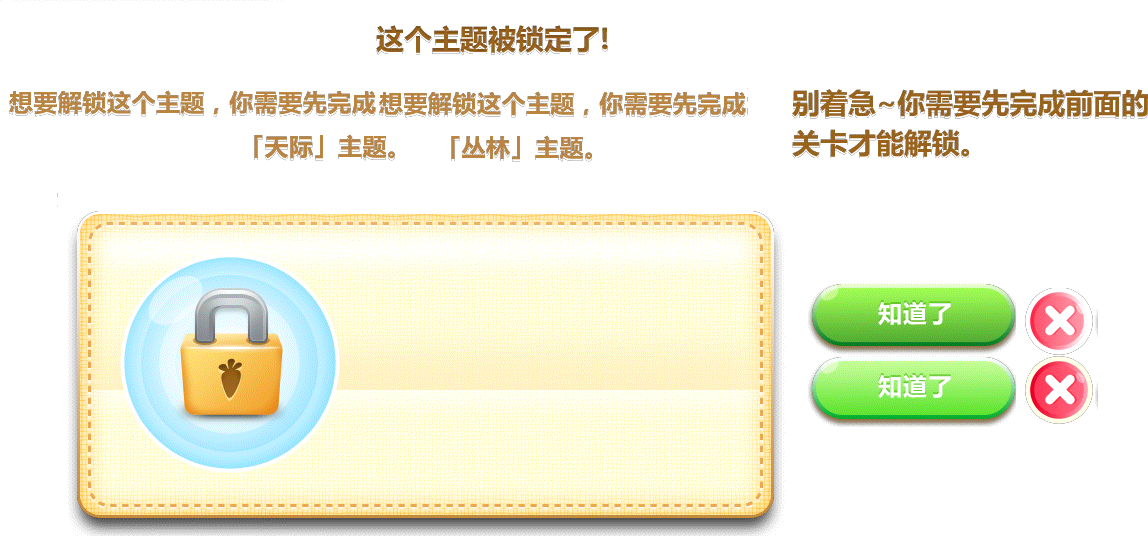 这个主题被锁定了!
想要解锁这个主题，你需要先完成
「天际」主题。
想要解锁这个主题，你需要先完成
「丛林」主题。
别着急~你需要先完成前面的
关卡才能解锁。
知道了
知道了